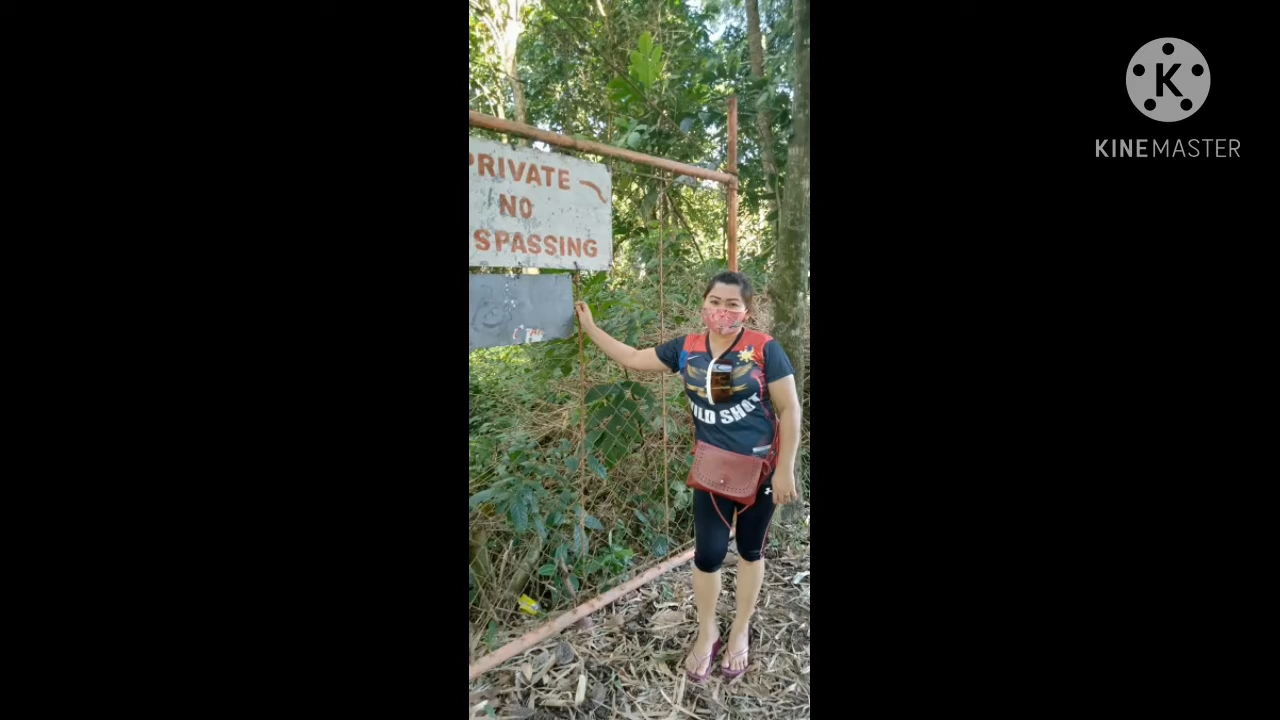 PRIVATE
NO
SPASSING
ILD SHOT
K
KINEMASTER